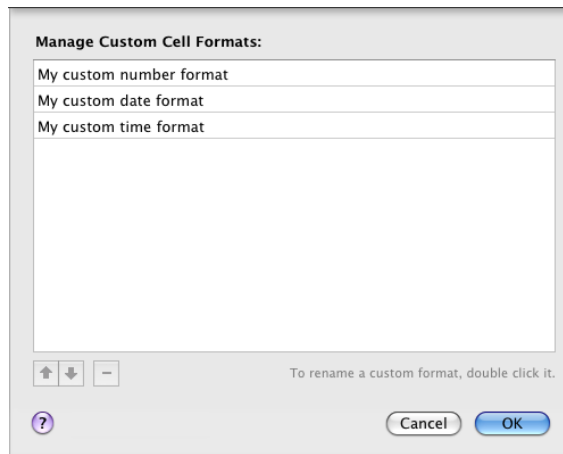 Manage Custom Cell Formats:
My custom number format
My custom date format
My custom time format
To rename a custom format, double click it.
?
Cancel
OK